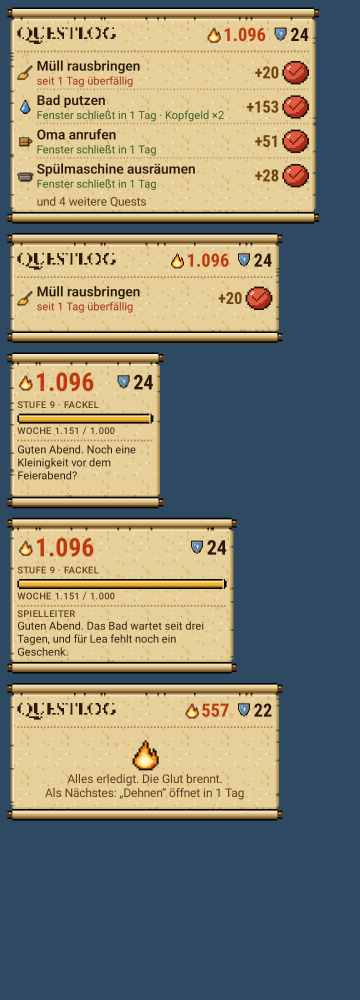 QUESTLOG 1.096 24
Müll rausbringen +20
seit 1 Tag überfällig
Bad putzen +153
Fenster schließt in 1 Tag · Kopfgeld ×2
Oma anrufen +51
Fenster schließt in 1 Tag
Spülmaschine ausräumen +28
Fenster schließt in 1 Tag
und 4 weitere Quests
QUESTLOG 1.096 24
Müll rausbringen +20
seit 1 Tag überfällig
1.096 24
STUFE 9 · FACKEL
WOCHE 1.151 / 1.000
Guten Abend. Noch eine
Kleinigkeit vor dem
Feierabend?
1.096 24
STUFE 9 · FACKEL
WOCHE 1.151 / 1.000
SPIELLEITER
Guten Abend. Das Bad wartet seit drei
Tagen, und für Lea fehlt noch ein
Geschenk.
QUESTLOG 557 22
Alles erledigt. Die Glut brennt.
Als Nächstes: „Dehnen“ öffnet in 1 Tag